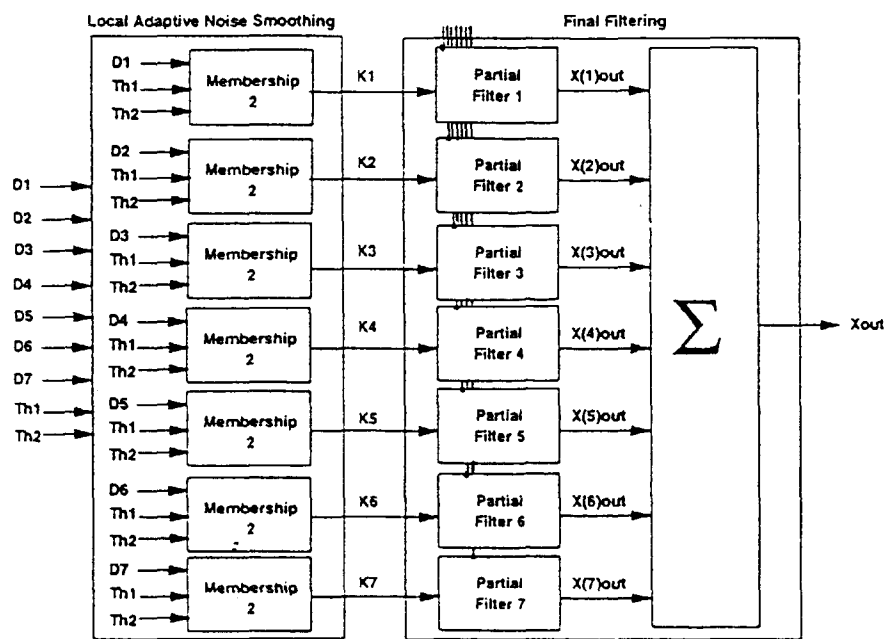 Local Adaptive Noise Smoothing
Final Filtering
D1
D2
D3
D4
D5
D6
D7
Th1
Th2
D1
Th1
Th2
Membership
2
K1
Partial
Filter 1
X(1)out
D2
Th1
Th2
Membership
2
K2
Partial
Filter 2
X(2)out
D3
Th1
Th2
Membership
2
K3
Partial
Filter 3
X(3)out
D4
Th1
Th2
Membership
2
K4
Partial
Filter 4
X(4)out
D5
Th1
Th2
Membership
2
K5
Partial
Filter 5
X(5)out
D6
Th1
Th2
Membership
2
K6
Partial
Filter 6
X(6)out
D7
Th1
Th2
Membership
2
K7
Partial
Filter 7
X(7)out
Σ
Xout